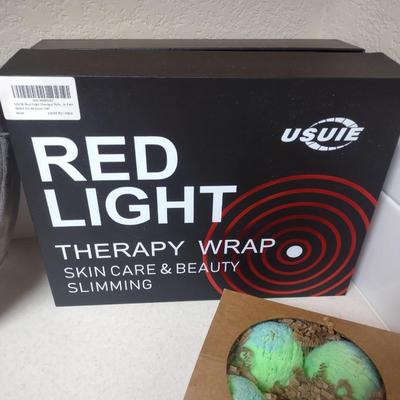 USUIE
RED
LIGHT
THERAPY WRAP
SKIN CARE & BEAUTY
SLIMMING